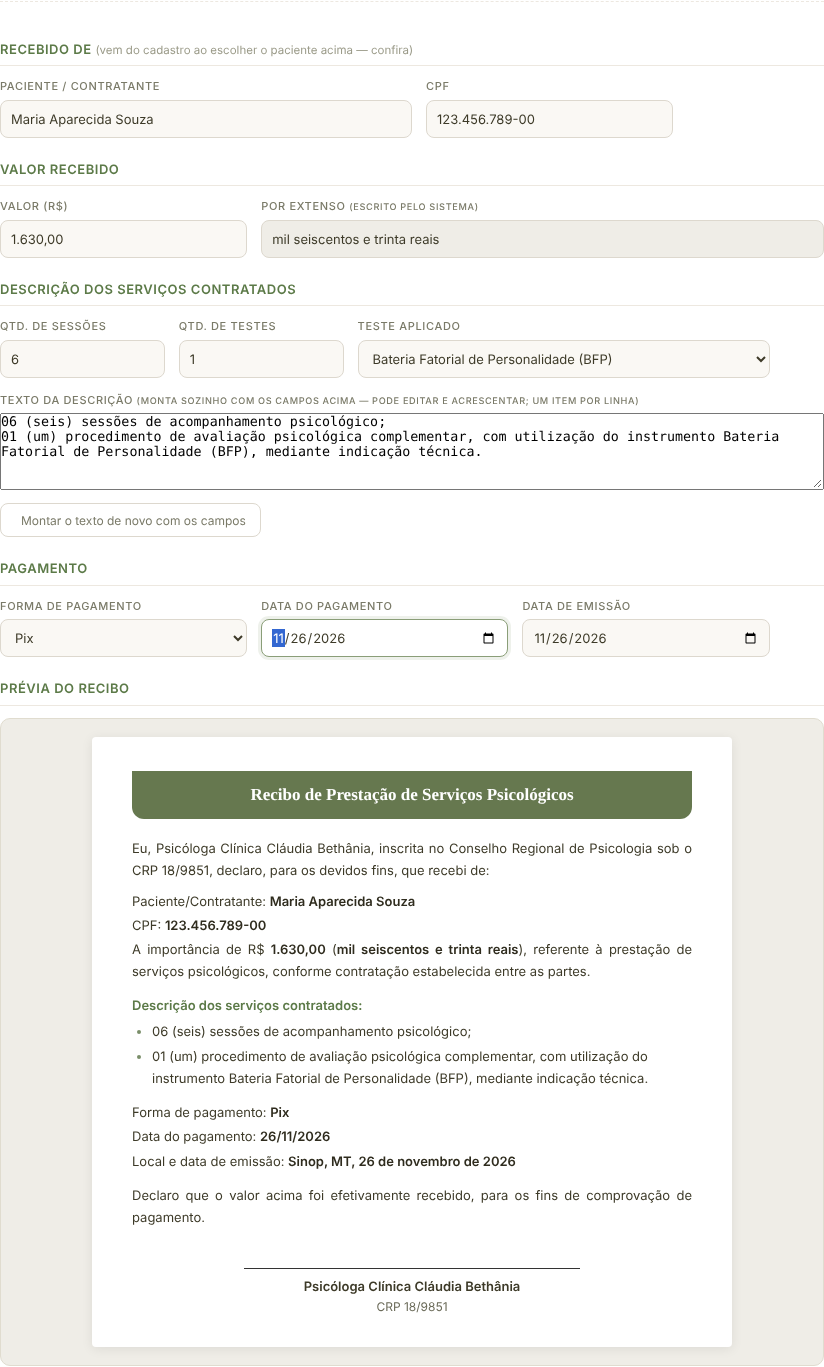 RECEBIDO DE (vem do cadastro ao escolher o paciente acima — confira)
PACIENTE / CONTRATANTE
CPF
Maria Aparecida Souza
123.456.789-00
VALOR RECEBIDO
VALOR (R$)
POR EXTENSO (ESCRITO PELO SISTEMA)
1.630,00
mil seiscentos e trinta reais
DESCRIÇÃO DOS SERVIÇOS CONTRATADOS
QTD. DE SESSÕES
QTD. DE TESTES
TESTE APLICADO
6
1
Bateria Fatorial de Personalidade (BFP)
TEXTO DA DESCRIÇÃO (MONTA SOZINHO COM OS CAMPOS ACIMA — PODE EDITAR E ACRESCENTAR; UM ITEM POR LINHA)
06 (seis) sessões de acompanhamento psicológico;
01 (um) procedimento de avaliação psicológica complementar, com utilização do instrumento Bateria
Fatorial de Personalidade (BFP), mediante indicação técnica.
Montar o texto de novo com os campos
PAGAMENTO
FORMA DE PAGAMENTO
DATA DO PAGAMENTO
DATA DE EMISSÃO
Pix
11/26/2026
11/26/2026
PRÉVIA DO RECIBO
Recibo de Prestação de Serviços Psicológicos
Eu, Psicóloga Clínica Cláudia Bethânia, inscrita no Conselho Regional de Psicologia sob o
CRP 18/9851, declaro, para os devidos fins, que recebi de:
Paciente/Contratante: Maria Aparecida Souza
CPF: 123.456.789-00
A importância de R$ 1.630,00 (mil seiscentos e trinta reais), referente à prestação de
serviços psicológicos, conforme contratação estabelecida entre as partes.
Descrição dos serviços contratados:
• 06 (seis) sessões de acompanhamento psicológico;
• 01 (um) procedimento de avaliação psicológica complementar, com utilização do
instrumento Bateria Fatorial de Personalidade (BFP), mediante indicação técnica.
Forma de pagamento: Pix
Data do pagamento: 26/11/2026
Local e data de emissão: Sinop, MT, 26 de novembro de 2026
Declaro que o valor acima foi efetivamente recebido, para os fins de comprovação de
pagamento.
Psicóloga Clínica Cláudia Bethânia
CRP 18/9851